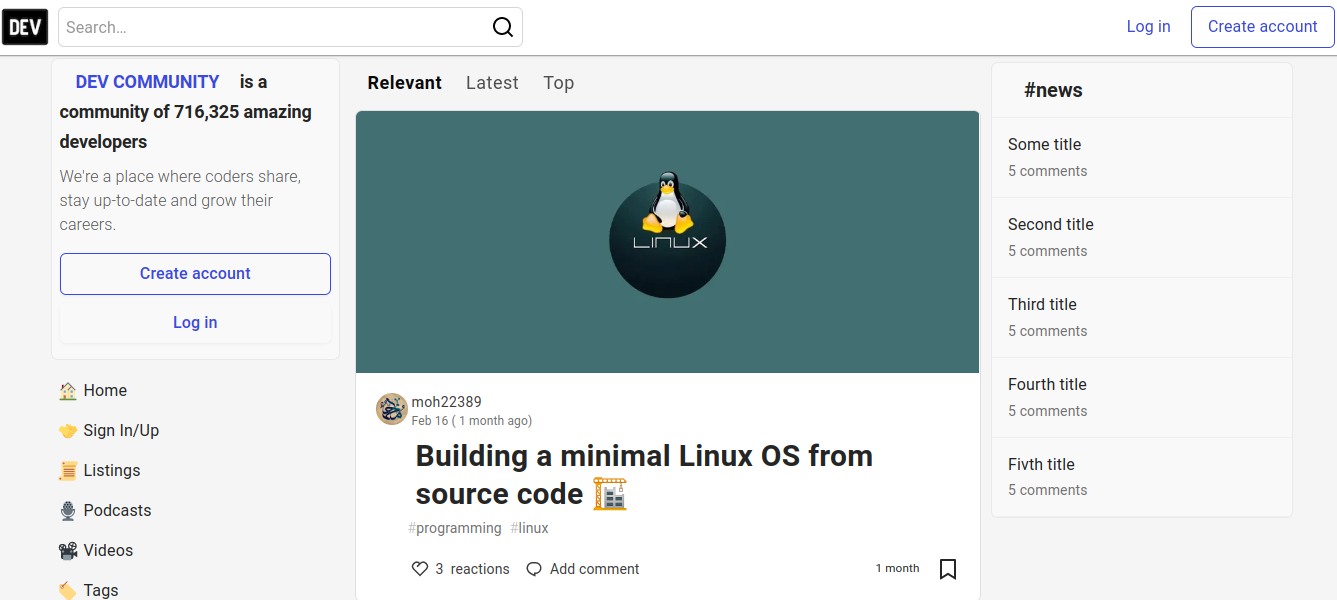 DEV
Search...
Log in
Create account
DEV COMMUNITY is a
community of 716,325 amazing
developers
We're a place where coders share,
stay up-to-date and grow their
careers.
Create account
Log in
Home
Sign In/Up
Listings
Podcasts
Videos
Tags
Relevant
Latest
Top
LINUX
moh22389
Feb 16 ( 1 month ago)
Building a minimal Linux OS from
source code
#programming #linux
3 reactions
Add comment
1 month
#news
Some title
5 comments
Second title
5 comments
Third title
5 comments
Fourth title
5 comments
Fivth title
5 comments